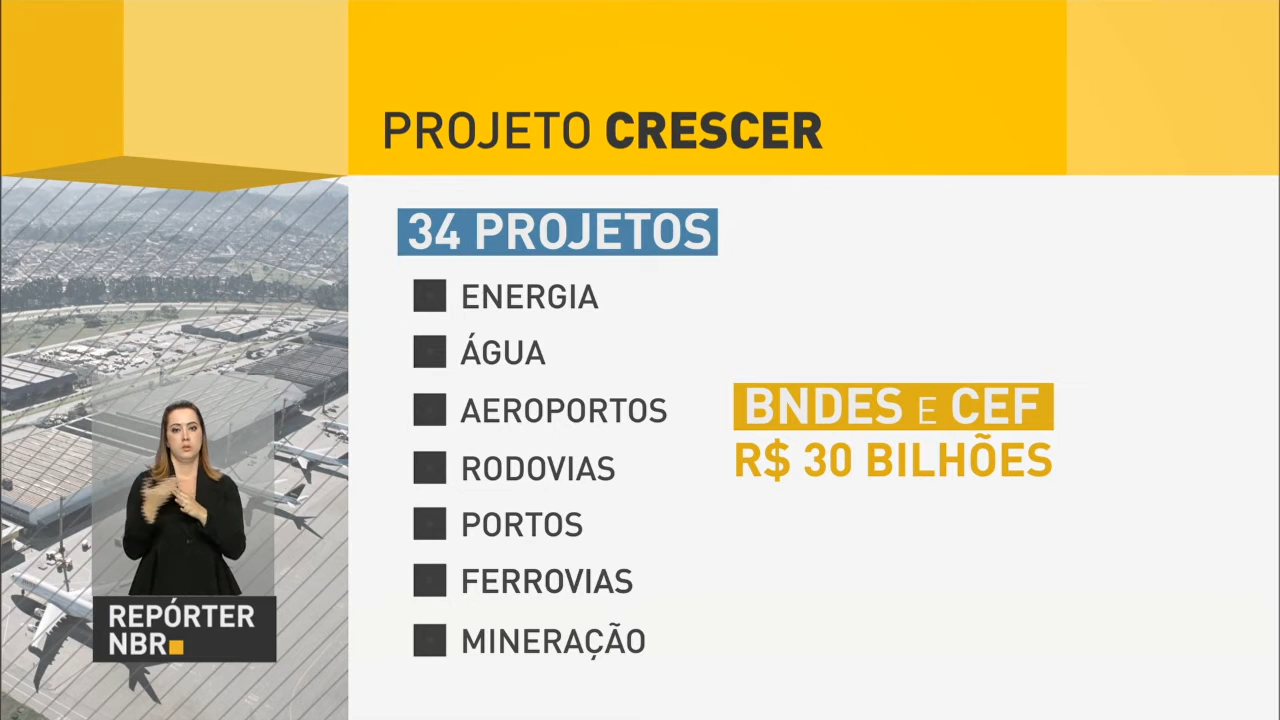 PROJETO CRESCER
34 PROJETOS
ENERGIA
ÁGUA
AEROPORTOS
RODOVIAS
PORTOS
FERROVIAS
MINERAÇÃO
BNDES E CEF
R$ 30 BILHÕES
REPÓRTER
NBR